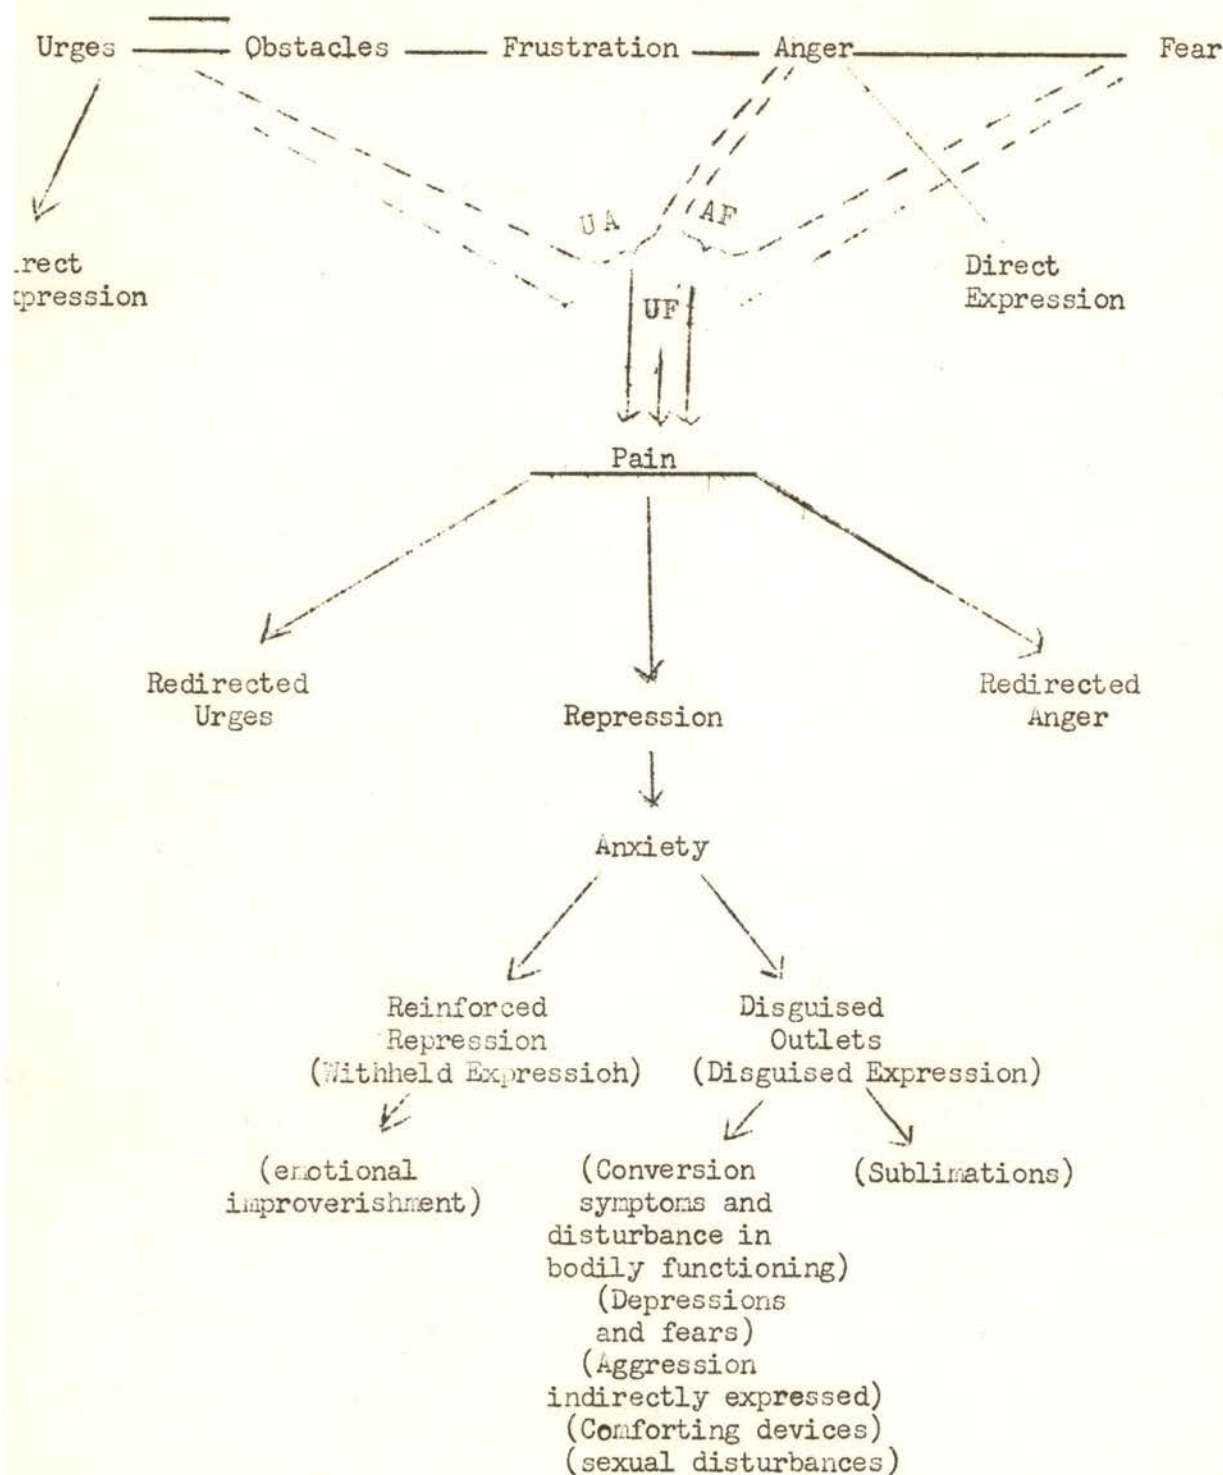 Urges Obstacles Frustration Anger Fear
UA AF
.rect
xpression
Direct
Expression
UF
Pain
Redirected
Urges
Repression
Redirected
Anger
Anxiety
Reinforced
Repression
(Withheld Expressioh)
Disguised
Outlets
(Disguised Expression)
(emotional
improverishment)
(Conversion
symptoms and
disturbance in
bodily functioning)
(Depressions
and fears)
(Aggression
indirectly expressed)
(Comforting devices)
(sexual disturbances)
(Sublimations)